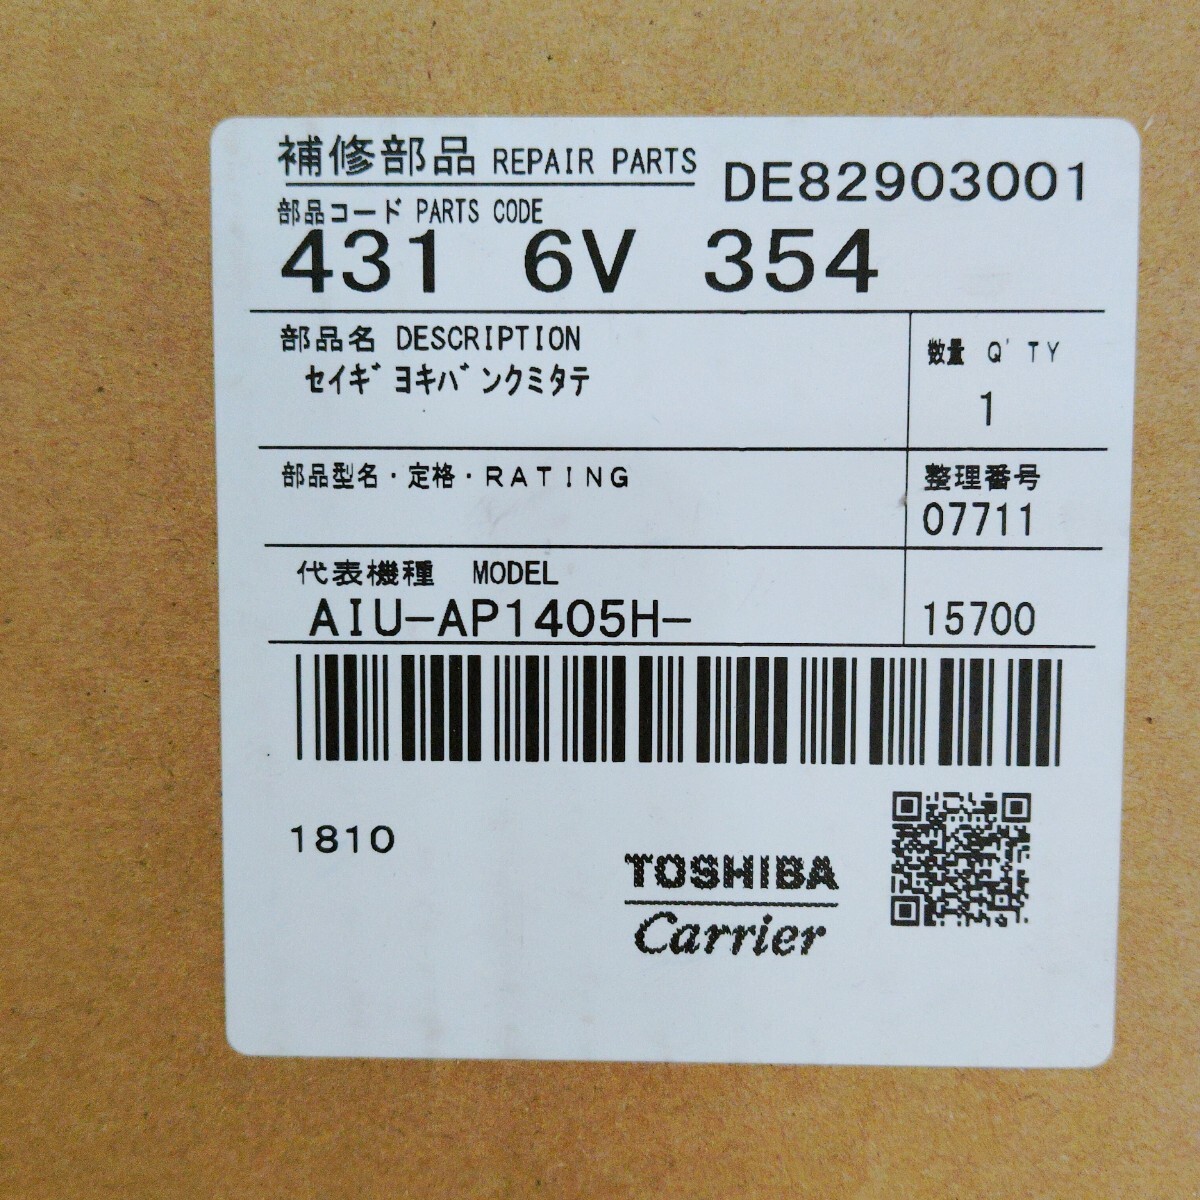 補修部品 REPAIR PARTS DE82903001
部品コード PARTS CODE
431 6V 354
部品名 DESCRIPTION
セイギヨキバンクミタテ
数量 Q'TY
1
部品型名・定格・RATING
整理番号
07711
代表機種 MODEL
AIU-AP1405H-
15700
1810
TOSHIBA
Carrier